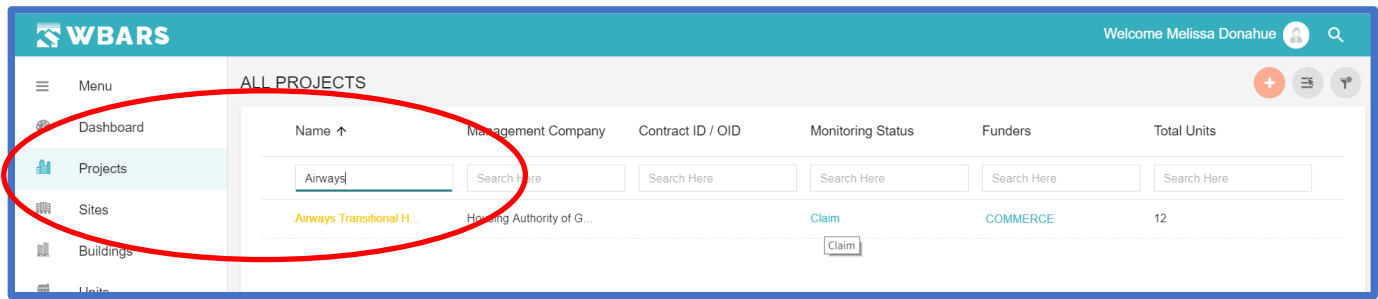 WBARS
Welcome Melissa Donahue
Menu
ALL PROJECTS
Dashboard
Name ↑ Management Company Contract ID / OID Monitoring Status Funders Total Units
Projects
Airways Search Here Search Here Search Here Search Here Search Here
Sites
Airways Transitional H... Housing Authority of G... Claim COMMERCE 12
Claim
Buildings
Units